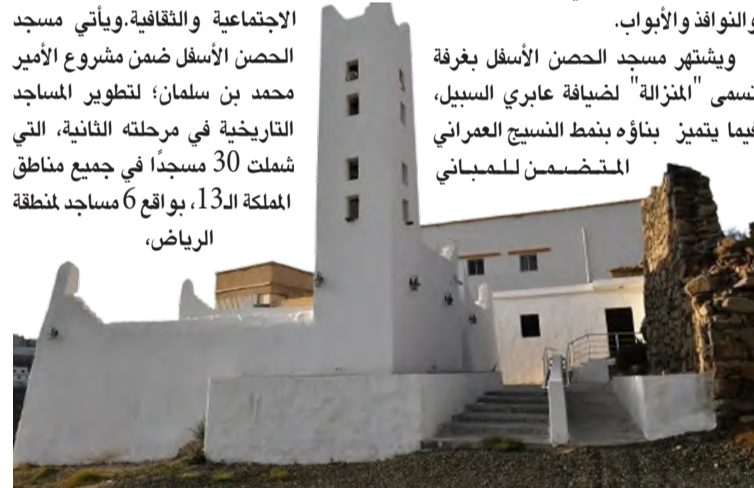 والنوافذ والأبواب.
ويشتهر مسجد الحصن الأسفل بغرفة
تسمى "المنزالة" لضيافة عابري السبيل،
فيما يتميز بناؤه بنمط النسيج العمراني
المتضمن للمباني
الاجتماعية والثقافية.ويأتي مسجد
الحصن الأسفل ضمن مشروع الأمير
محمد بن سلمان؛ لتطوير المساجد
التاريخية في مرحلته الثانية، التي
شملت 30 مسجدًا في جميع مناطق
المملكة الـ13، بواقع 6 مساجد لمنطقة
الرياض،